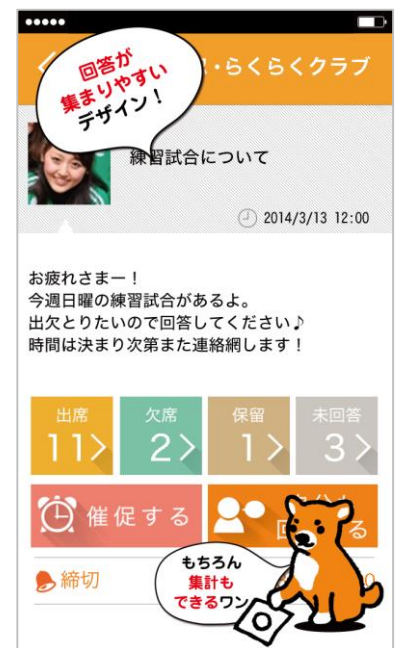 回答が
集まりやすい
デザイン！
・らくらくクラブ
練習試合について
2014/3/13 12:00
お疲れさまー！
今週日曜の練習試合があるよ。
出欠とりたいので回答してください♪
時間は決まり次第また連絡網します！
出席 欠席 保留 未回答
11> 2> 1> 3>
催促する
る
締切
もちろん
集計も
できるワン